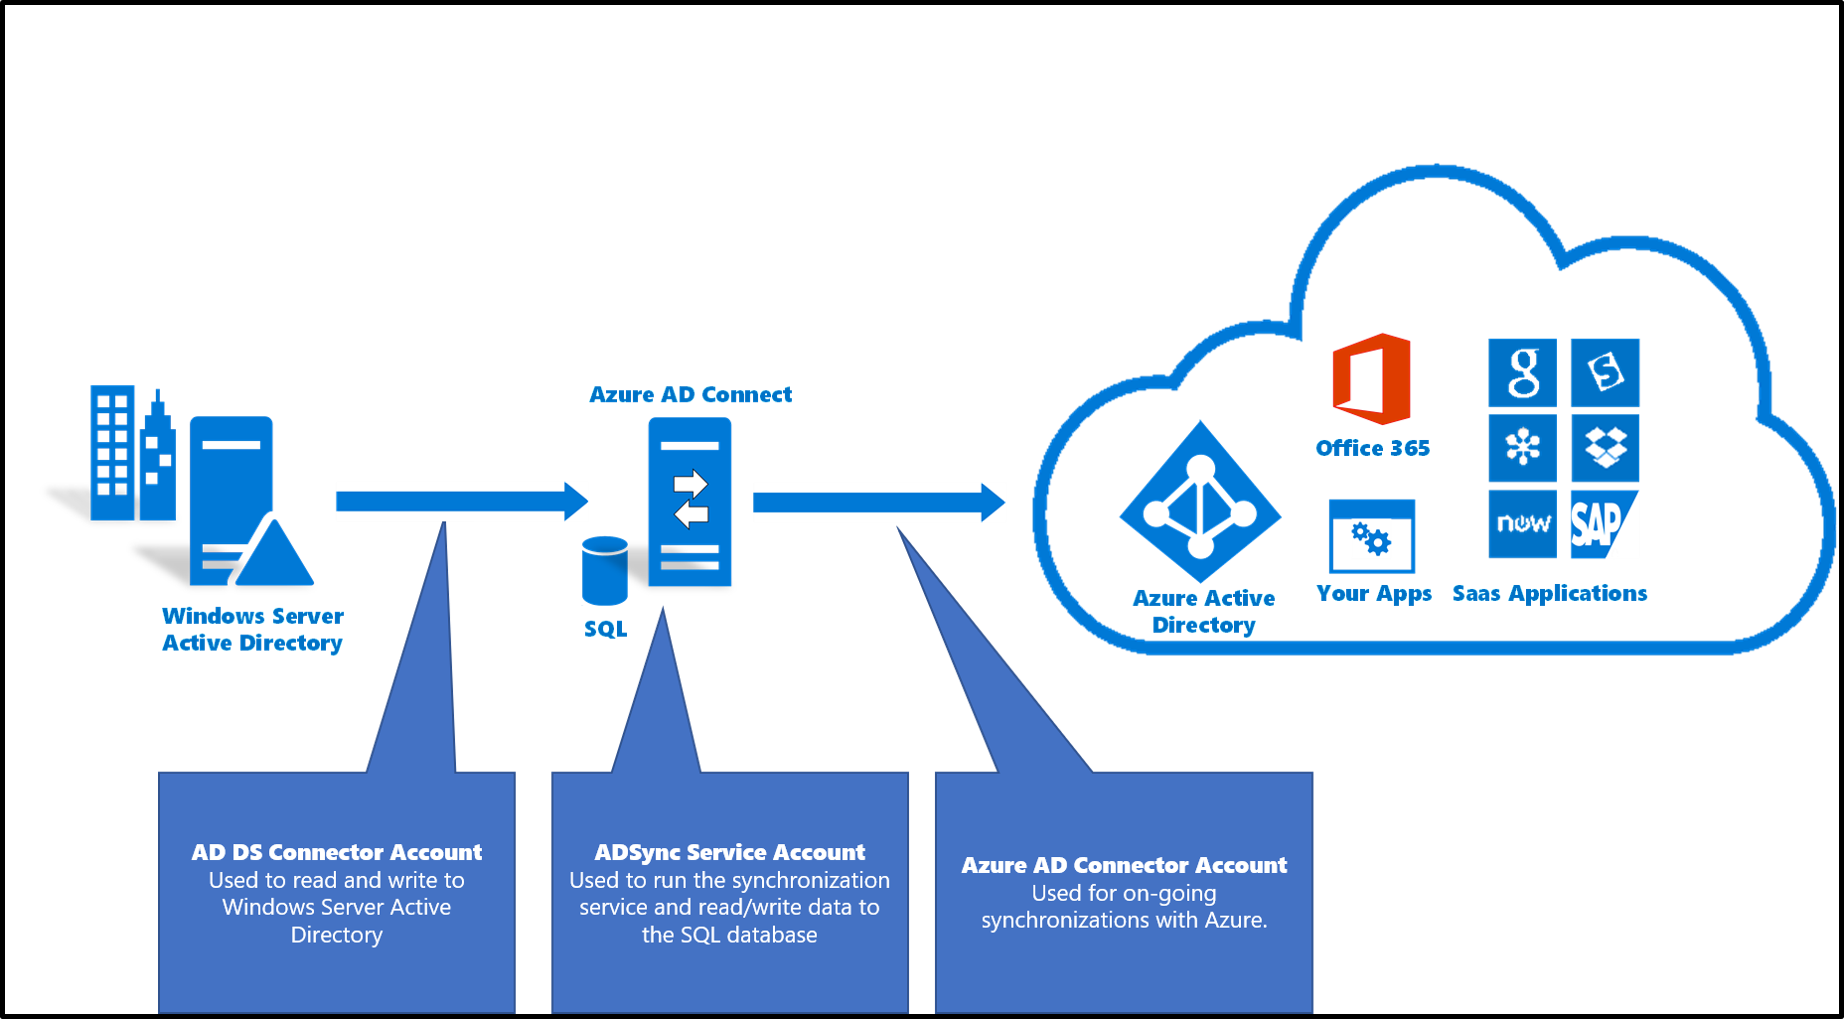 Azure AD Connect
Windows Server
Active Directory
SQL
Office 365
Azure Active
Directory
Your Apps
Saas Applications
g
S
now
SAP
AD DS Connector Account
Used to read and write to
Windows Server Active
Directory
ADSync Service Account
Used to run the synchronization
service and read/write data to
the SQL database
Azure AD Connector Account
Used for on-going
synchronizations with Azure.